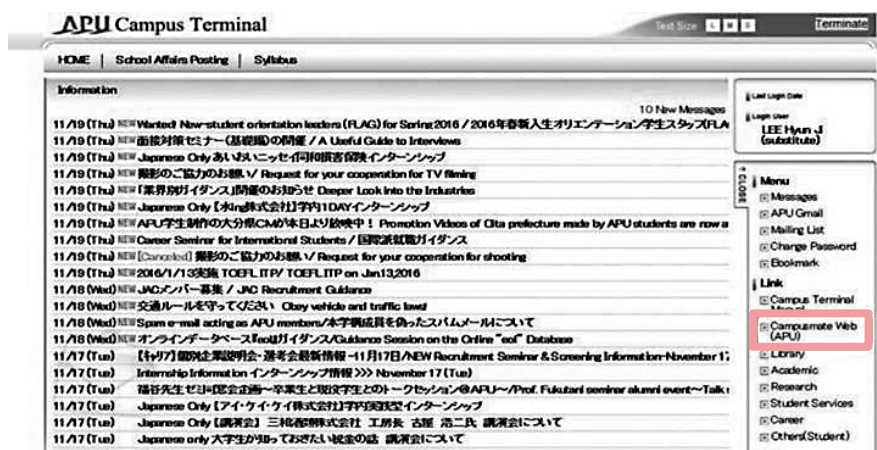 APU Campus Terminal
Text Size L M S
Terminate
HOME | School Affairs Posting | Syllabus
Information
10 New Messages
11/19 (Thu) NEW Wanted! New-student orientation leaders (FLAG) for Spring 2016 / 2016年春新入生オリエンテーション学生スタッフ(FLA
11/19 (Thu) NEW 面接対策セミナー(基礎編)の開催 / A Useful Guide to Interviews
11/19 (Thu) NEW Japanese Only あいおいニッセイ同和損害保険インターンシップ
11/19 (Thu) NEW 撮影のご協力のお願い/ Request for your cooperation for TV filming
11/19 (Thu) NEW 「業界別ガイダンス」開催のお知らせ Deeper Look into the Industries
11/19 (Thu) NEW Japanese Only 【水ing株式会社】学内1DAYインターンシップ
11/19 (Thu) NEW APU学生制作の大分県CMが本日より放映中！ Promotion Videos of Oita prefecture made by APU students are now a
11/19 (Thu) NEW Career Seminar for International Students / 国際派就職ガイダンス
11/19 (Thu) NEW [Canceled] 撮影のご協力のお願い/ Request for your cooperation for shooting
11/19 (Thu) NEW 2016/1/13実施 TOEFL ITP/ TOEFL ITP on Jan13,2016
11/18 (Wed) NEW JACメンバー募集 / JAC Recruitment Guidance
11/18 (Wed) NEW 交通ルールを守ってください Obey vehicle and traffic laws!
11/18 (Wed) NEW Spam e-mail acting as APU members/本学構成員を偽ったスパムメールについて
11/18 (Wed) NEW オンラインデータベース『eol』ガイダンス/Guidance Session on the Online "eol" Database
11/17 (Tue) 【キャリア】個別企業説明会・選考会最新情報 -11月17日/NEW Recruitment Seminar & Screening Information-November 17
11/17 (Tue) Internship Information インターンシップ情報 >>> November 17 (Tue)
11/17 (Tue) 福谷先生ゼミ同窓会企画～卒業生と現役学生とのトークセッション@APU～/Prof. Fukutani seminar alumni event～Talk
11/17 (Tue) Japanese Only 【アイ・ケイ・ケイ株式会社】学内実践型インターンシップ
11/17 (Tue) Japanese Only 【講演会】 三和酒類株式会社 工房長 古屋 浩二氏 講演会について
11/17 (Tue) Japanese only 大学生が知っておきたい税金の話 講演会について
Last Login Date
Login User
LEE Hyun Ji
(substitute)
CLOSE
Menu
Messages
APU Gmail
Mailing List
Change Password
Bookmark
Link
Campus Terminal
Manual
Campusmate Web
(APU)
Library
Academic
Research
Student Services
Career
Others(Student)